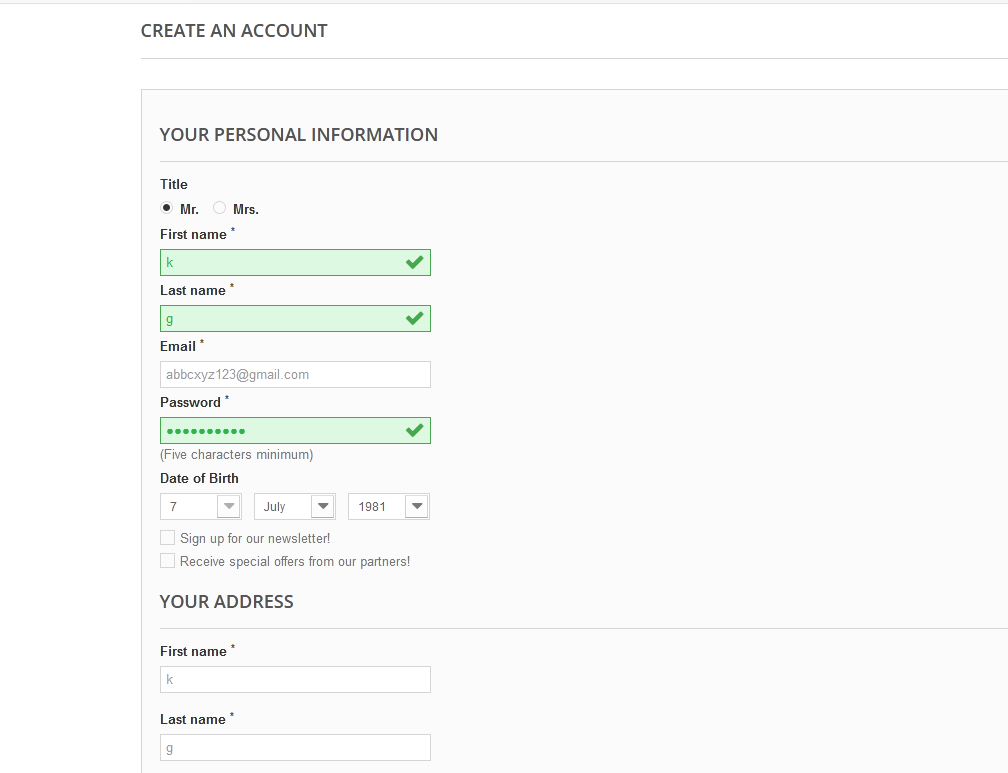 CREATE AN ACCOUNT
YOUR PERSONAL INFORMATION
Title
Mr. Mrs.
First name *
k
Last name *
g
Email *
abbcxyz123@gmail.com
Password *
••••••••••
(Five characters minimum)
Date of Birth
7 July 1981
Sign up for our newsletter!
Receive special offers from our partners!
YOUR ADDRESS
First name *
k
Last name *
g